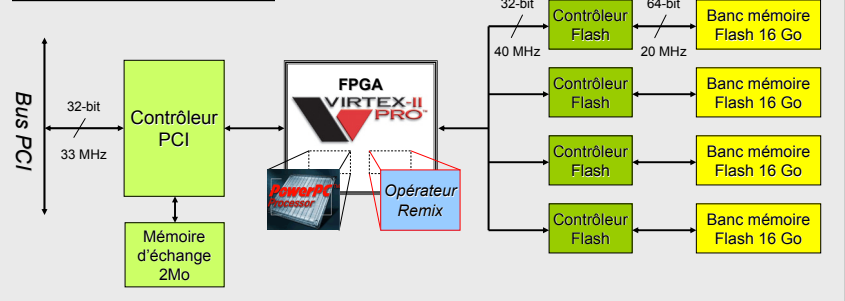 32-bit
64-bit
Contrôleur
Flash
Banc mémoire
Flash 16 Go
40 MHz
20 MHz
Bus PCI
32-bit
33 MHz
Contrôleur
PCI
FPGA
VIRTEX-II
PRO™
Contrôleur
Flash
Banc mémoire
Flash 16 Go
Contrôleur
Flash
Banc mémoire
Flash 16 Go
PowerPC™
Processor
Opérateur
Remix
Contrôleur
Flash
Banc mémoire
Flash 16 Go
Mémoire
d'échange
2Mo